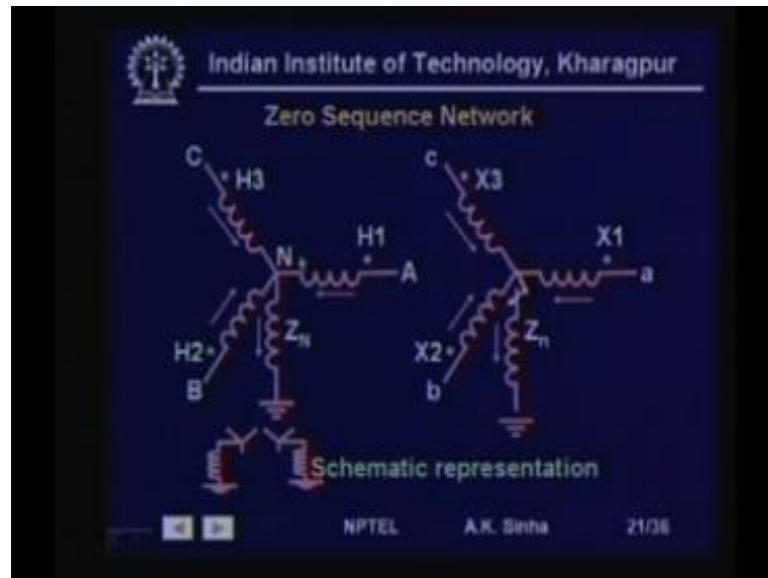 Indian Institute of Technology, Kharagpur
Zero Sequence Network
C H3 c X3
N H1 X1
A a
H2 Z_N X2 Z_n
B b
Schematic representation
NPTEL A.K. Sinha 21/36